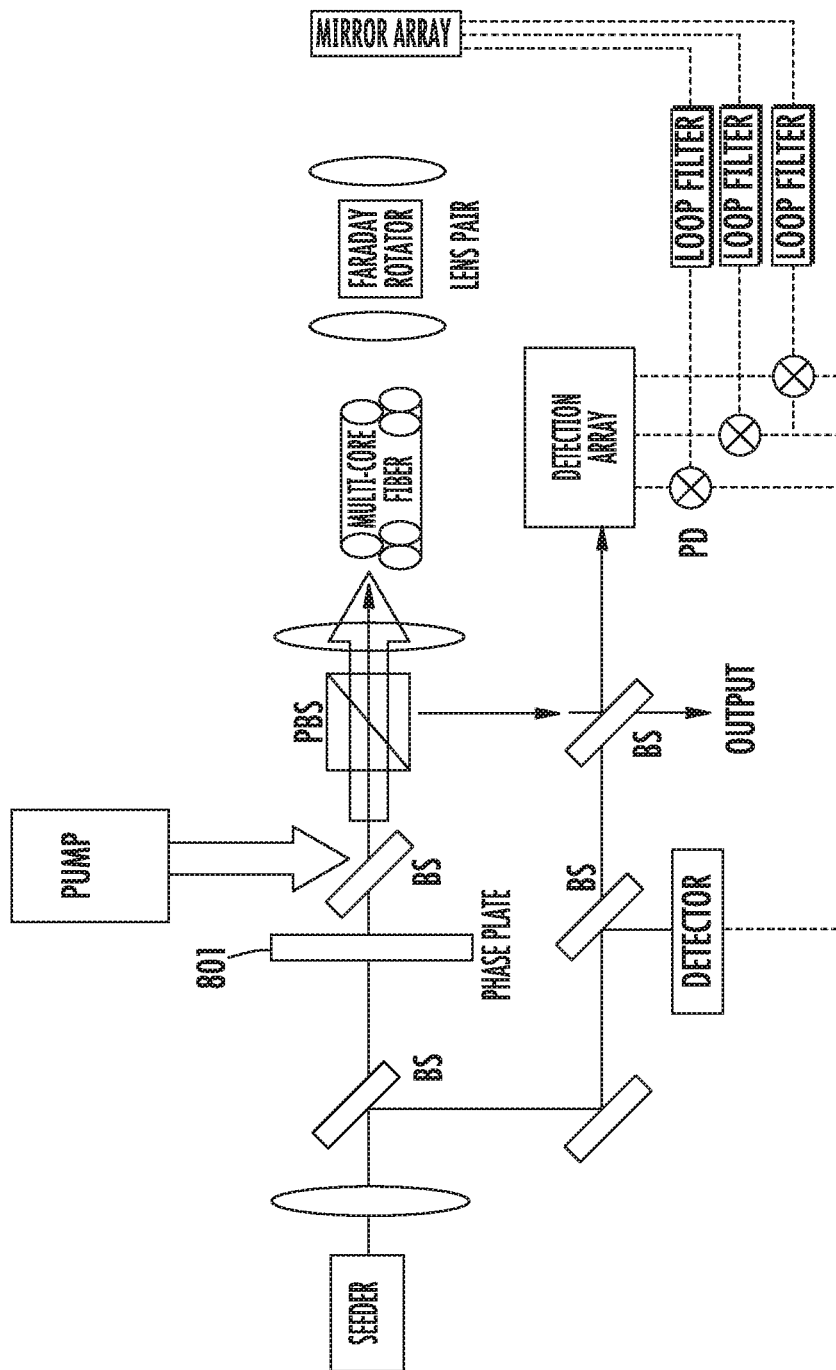 PUMP
MIRROR ARRAY
801
PBS
MULTI-CORE
FIBER
FARADAY
ROTATOR
LENS PAIR
SEEDER
BS
PHASE PLATE
BS
BS
BS
DETECTION
ARRAY
LOOP FILTER
LOOP FILTER
LOOP FILTER
PD
DETECTOR
OUTPUT